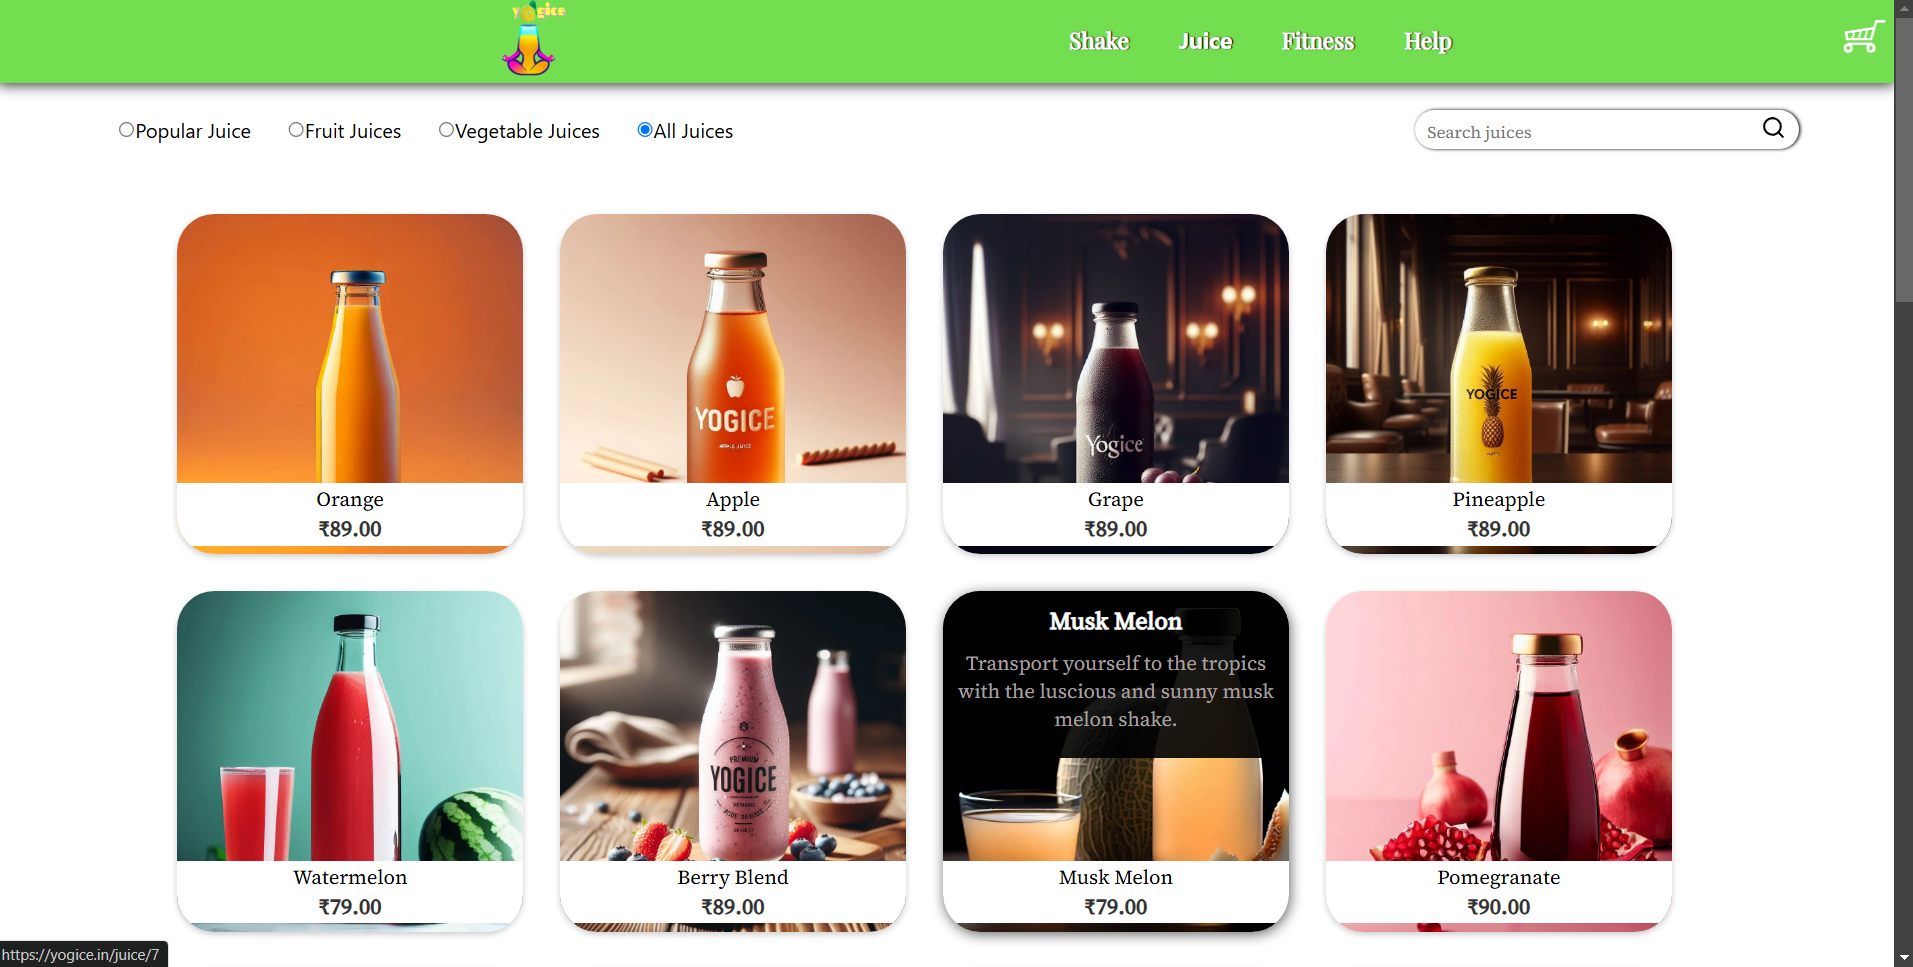 yogice
Shake
Juice
Fitness
Help
Popular Juice
Fruit Juices
Vegetable Juices
All Juices
Search juices
YOGICE
APPLE JUICE
Yogice
YOGICE
Orange
₹89.00
Apple
₹89.00
Grape
₹89.00
Pineapple
₹89.00
PREMIUM
YOGICE
Musk Melon
Transport yourself to the tropics
with the luscious and sunny musk
melon shake.
Watermelon
₹79.00
Berry Blend
₹89.00
Musk Melon
₹79.00
Pomegranate
₹90.00
https://yogice.in/juice/7